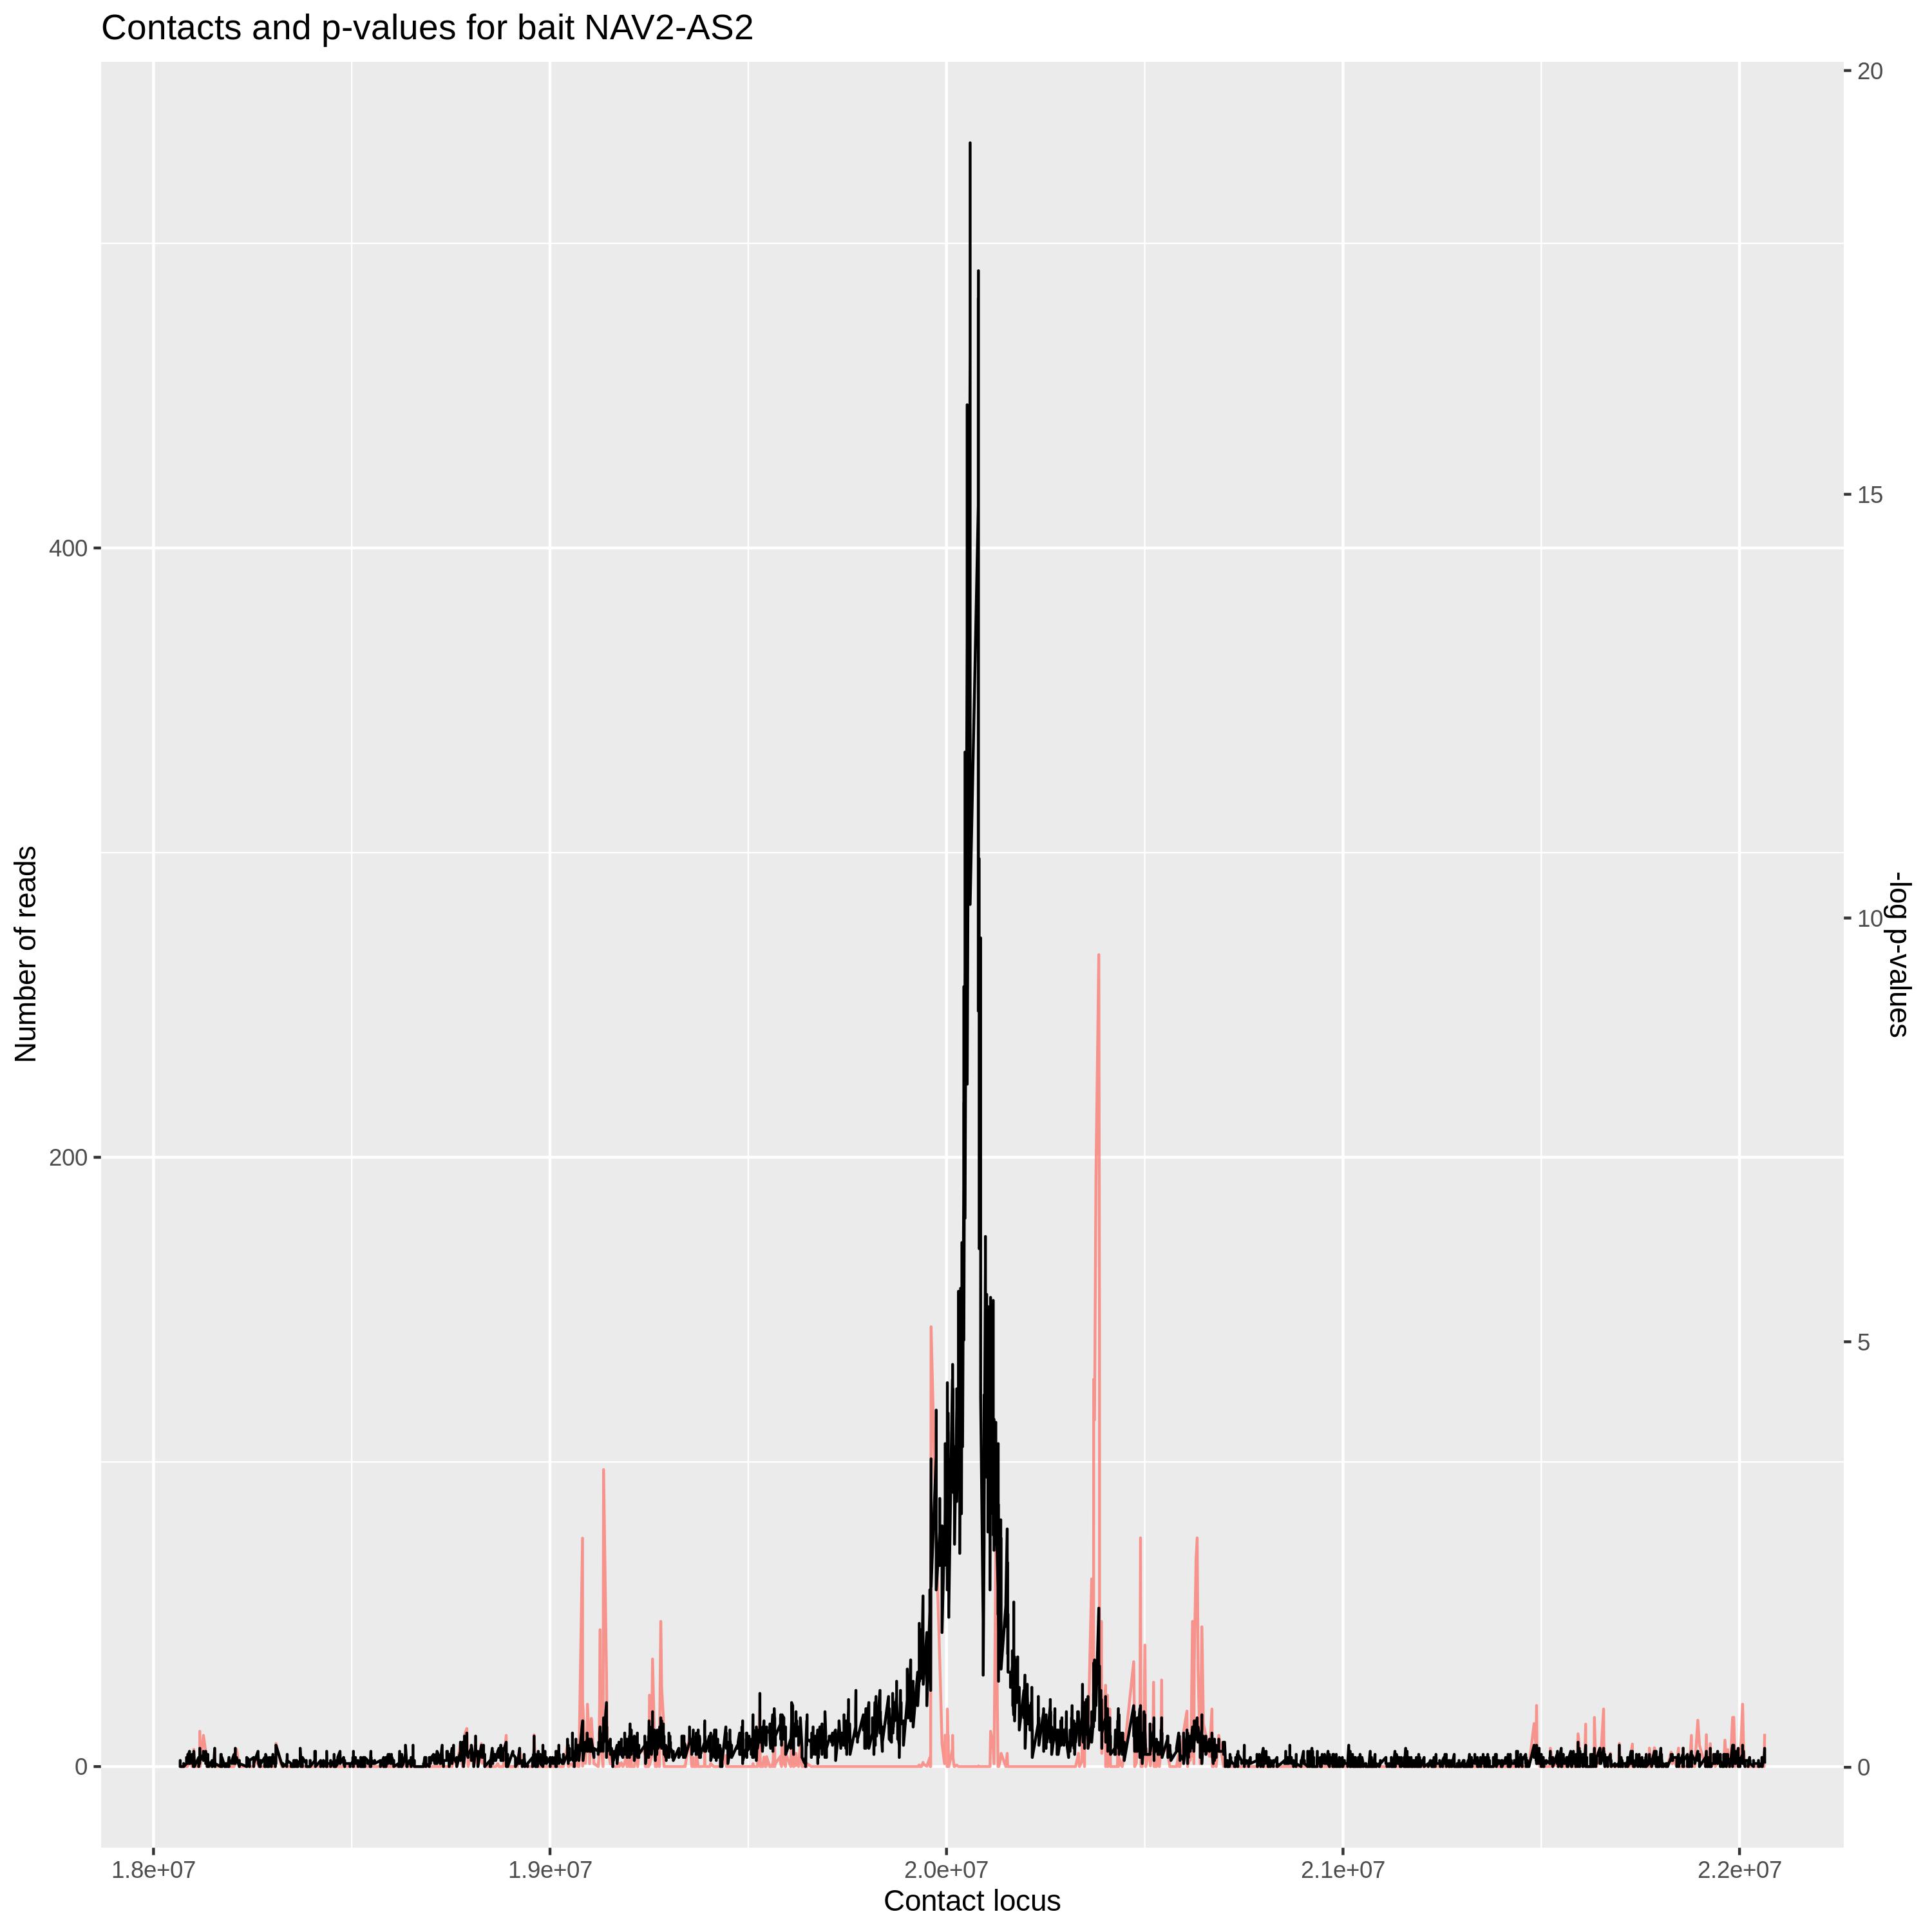 Contacts and p-values for bait NAV2-AS2
20
15
400
10
Number of reads
-log p-values
200
5
0
0
1.8e+07
1.9e+07
2.0e+07
2.1e+07
2.2e+07
Contact locus